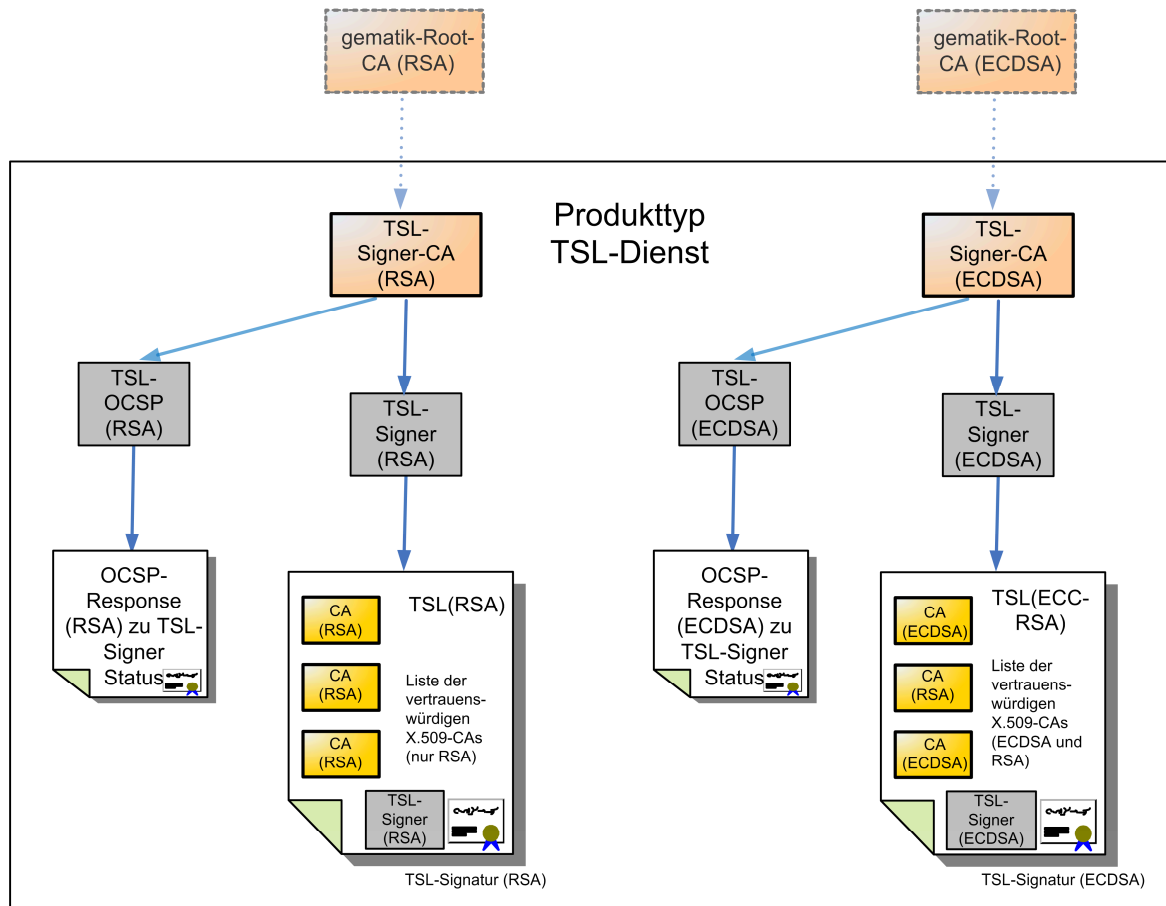 gematik-Root-
CA (RSA)
gematik-Root-
CA (ECDSA)
Produkttyp
TSL-Dienst
TSL-
Signer-CA
(RSA)
TSL-
Signer-CA
(ECDSA)
TSL-
OCSP
(RSA)
TSL-
Signer
(RSA)
TSL-
OCSP
(ECDSA)
TSL-
Signer
(ECDSA)
OCSP-
Response
(RSA) zu TSL-
Signer
Status
TSL(RSA)
CA
(RSA)
CA
(RSA)
CA
(RSA)
Liste der
vertrauens-
würdigen
X.509-CAs
(nur RSA)
TSL-
Signer
(RSA)
TSL-Signatur (RSA)
OCSP-
Response
(ECDSA) zu
TSL-Signer
Status
TSL(ECC-
RSA)
CA
(ECDSA)
CA
(RSA)
CA
(ECDSA)
Liste der
vertrauens-
würdigen
X.509-CAs
(ECDSA und
RSA)
TSL-
Signer
(ECDSA)
TSL-Signatur (ECDSA)